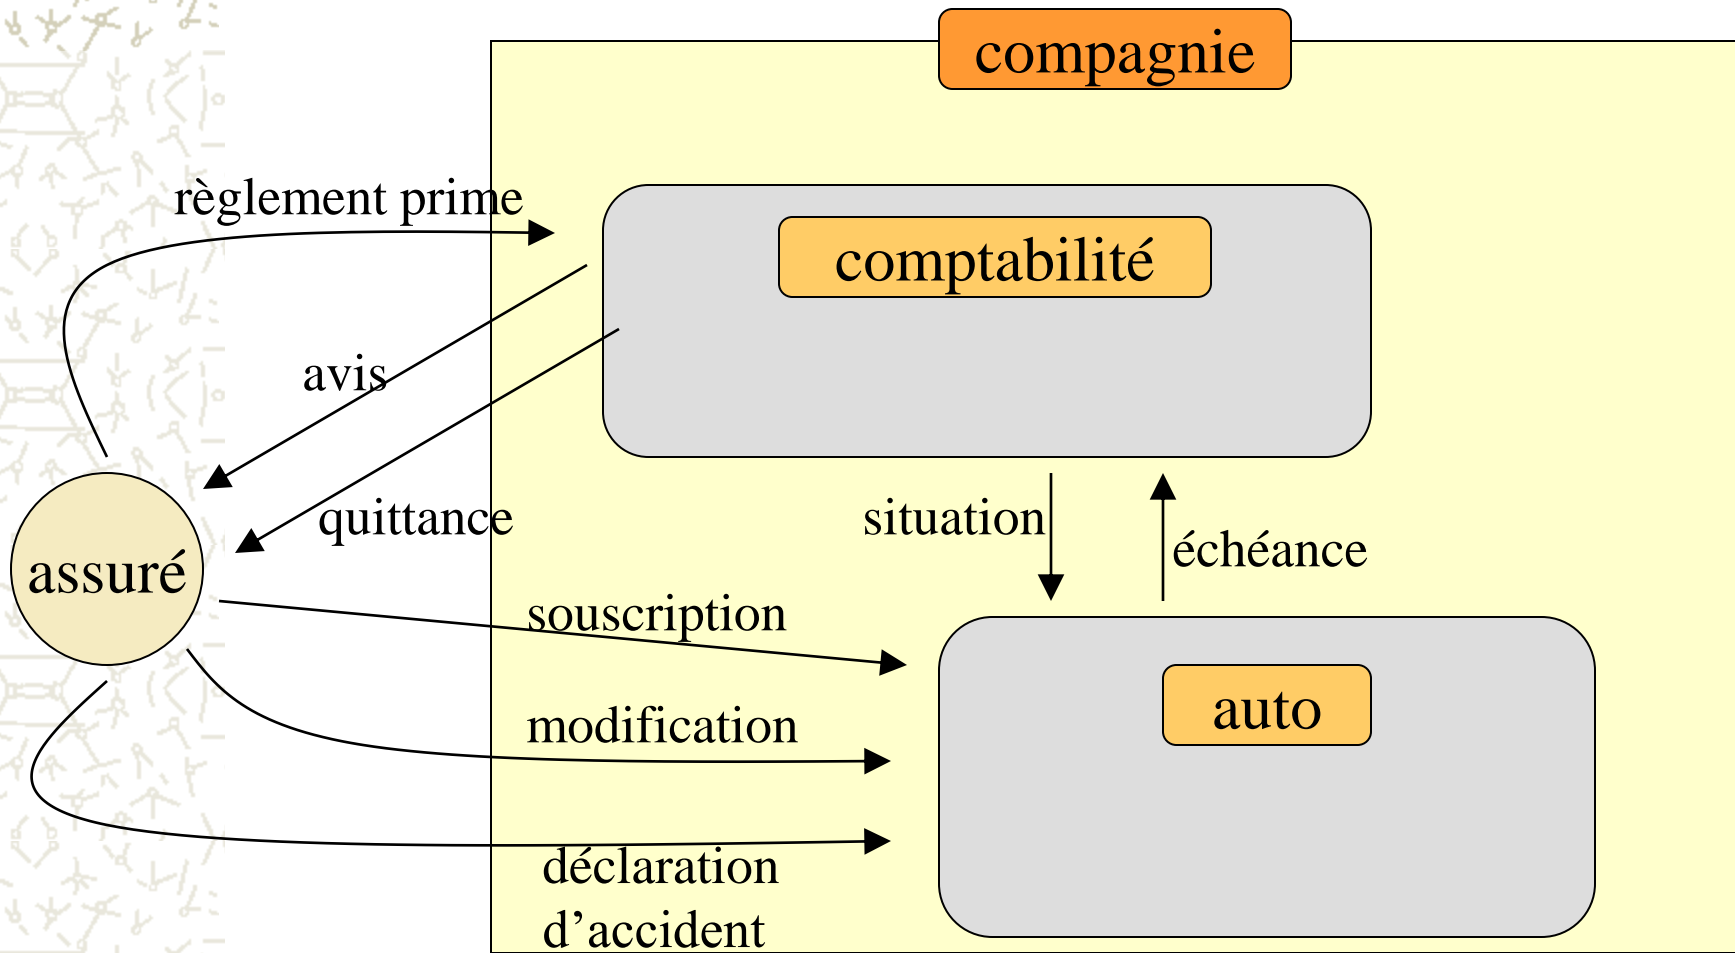 compagnie
règlement prime
comptabilité
avis
quittance
situation
échéance
assuré
souscription
modification
auto
déclaration
d’accident